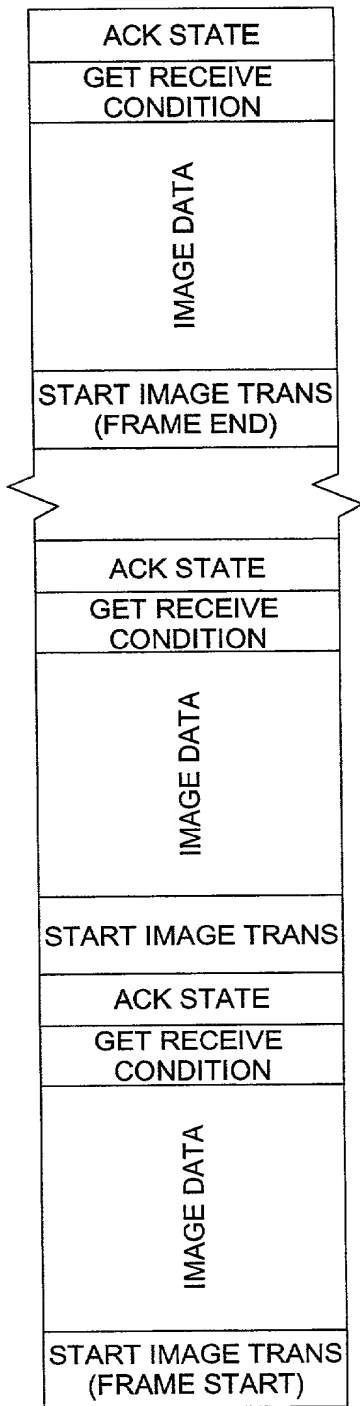 ACK STATE
GET RECEIVE
CONDITION
IMAGE DATA
START IMAGE TRANS
(FRAME END)
ACK STATE
GET RECEIVE
CONDITION
IMAGE DATA
START IMAGE TRANS
ACK STATE
GET RECEIVE
CONDITION
IMAGE DATA
START IMAGE TRANS
(FRAME START)